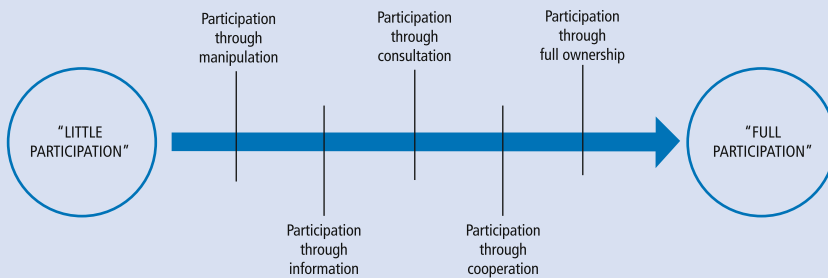 Participation
through
manipulation
Participation
through
consultation
Participation
through
full ownership
"LITTLE
PARTICIPATION"
"FULL
PARTICIPATION"
Participation
through
information
Participation
through
cooperation